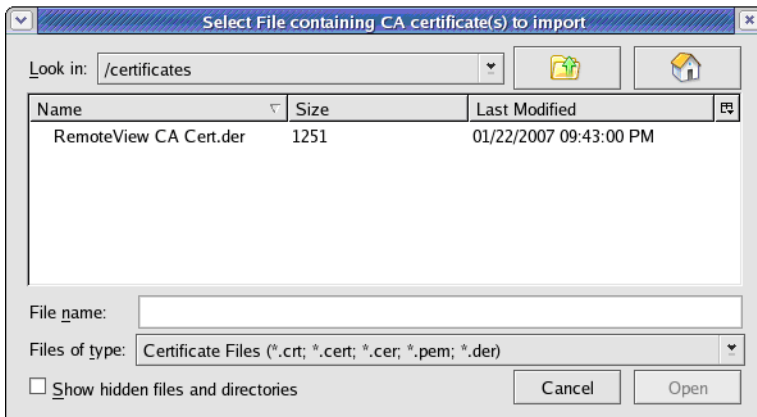 Select File containing CA certificate(s) to import
Look in: /certificates
Name Size Last Modified
RemoteView CA Cert.der 1251 01/22/2007 09:43:00 PM
File name:
Files of type: Certificate Files (*.crt; *.cert; *.cer; *.pem; *.der)
Show hidden files and directories Cancel Open